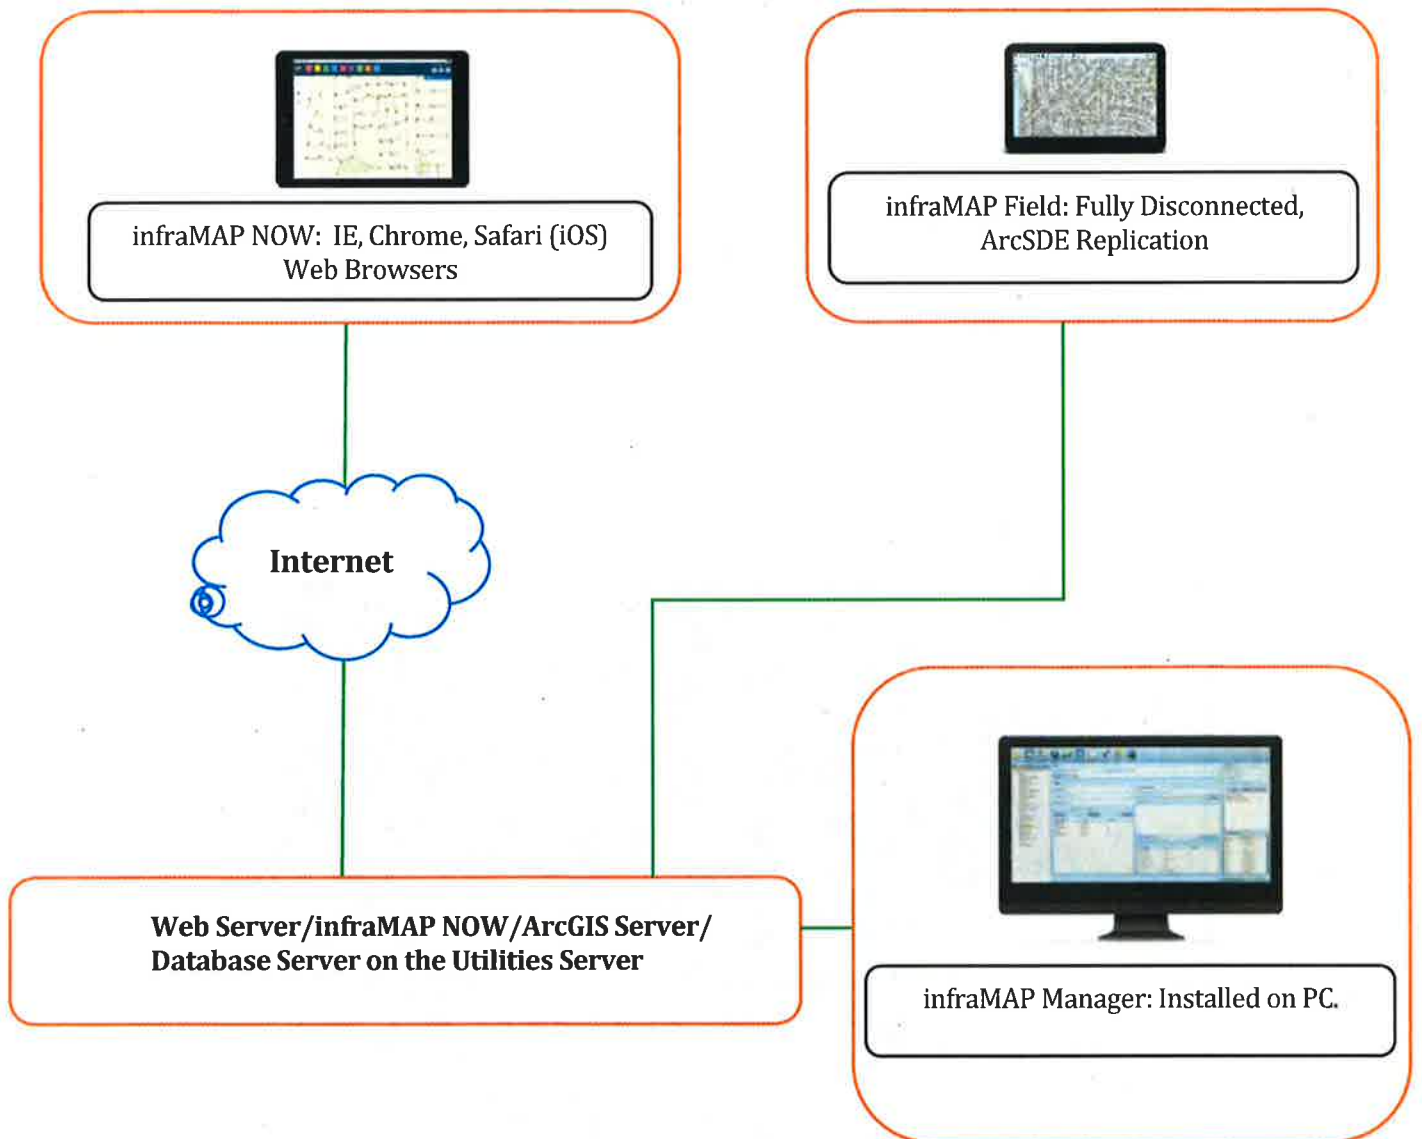 infraMAP NOW: IE, Chrome, Safari (iOS)
Web Browsers
infraMAP Field: Fully Disconnected,
ArcSDE Replication
Internet
Web Server/infraMAP NOW/ArcGIS Server/
Database Server on the Utilities Server
infraMAP Manager: Installed on PC.